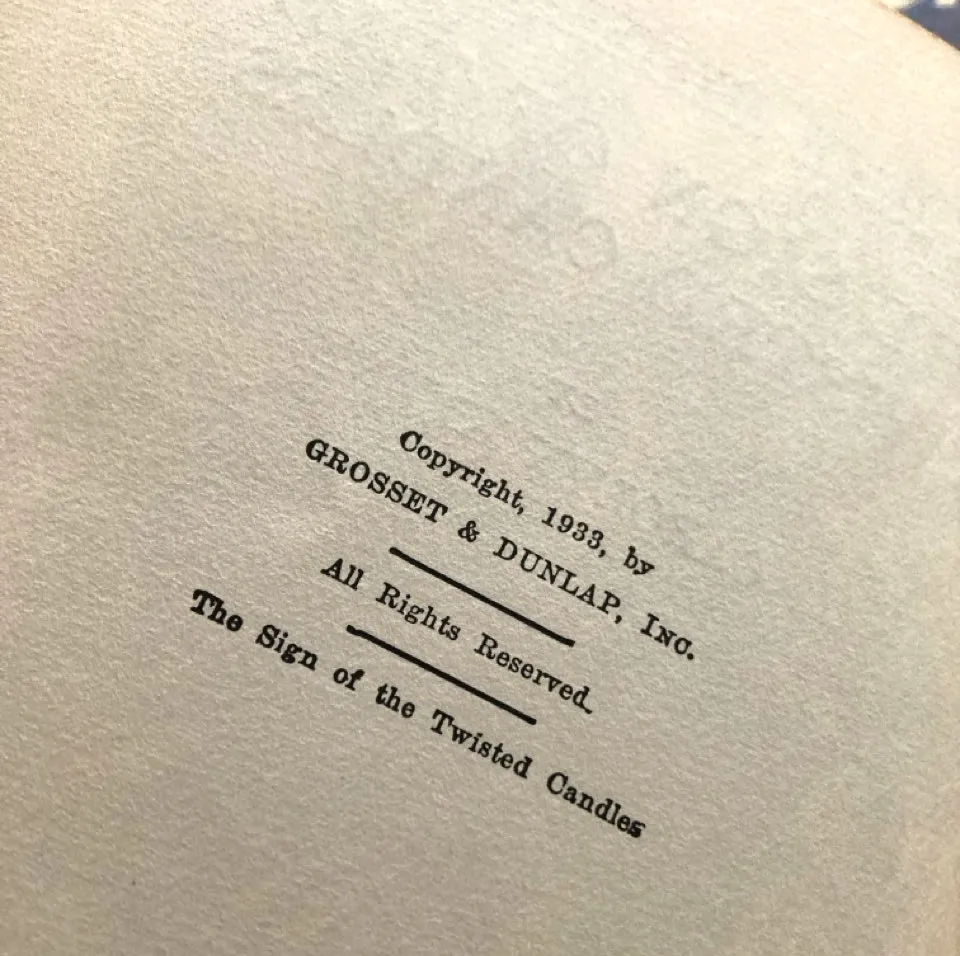 Copyright, 1933, by
GROSSET & DUNLAP, INC.
All Rights Reserved
The Sign of the Twisted Candles